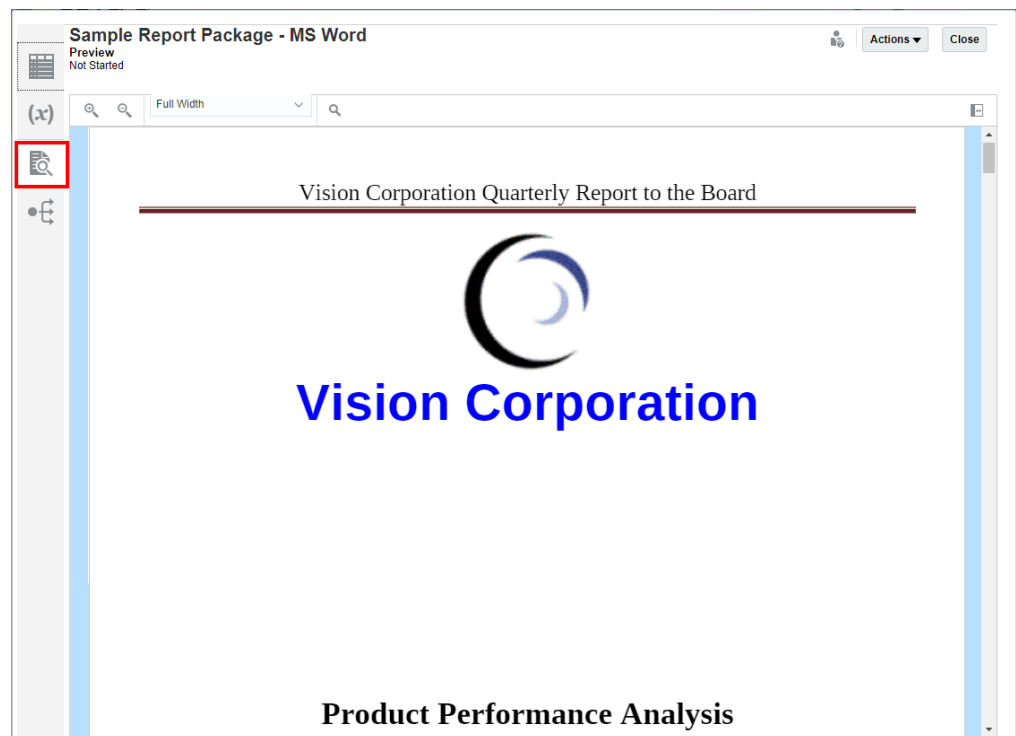 Sample Report Package - MS Word
Preview
Not Started
Actions
Close
(x)
Full Width
Vision Corporation Quarterly Report to the Board
Vision Corporation
Product Performance Analysis